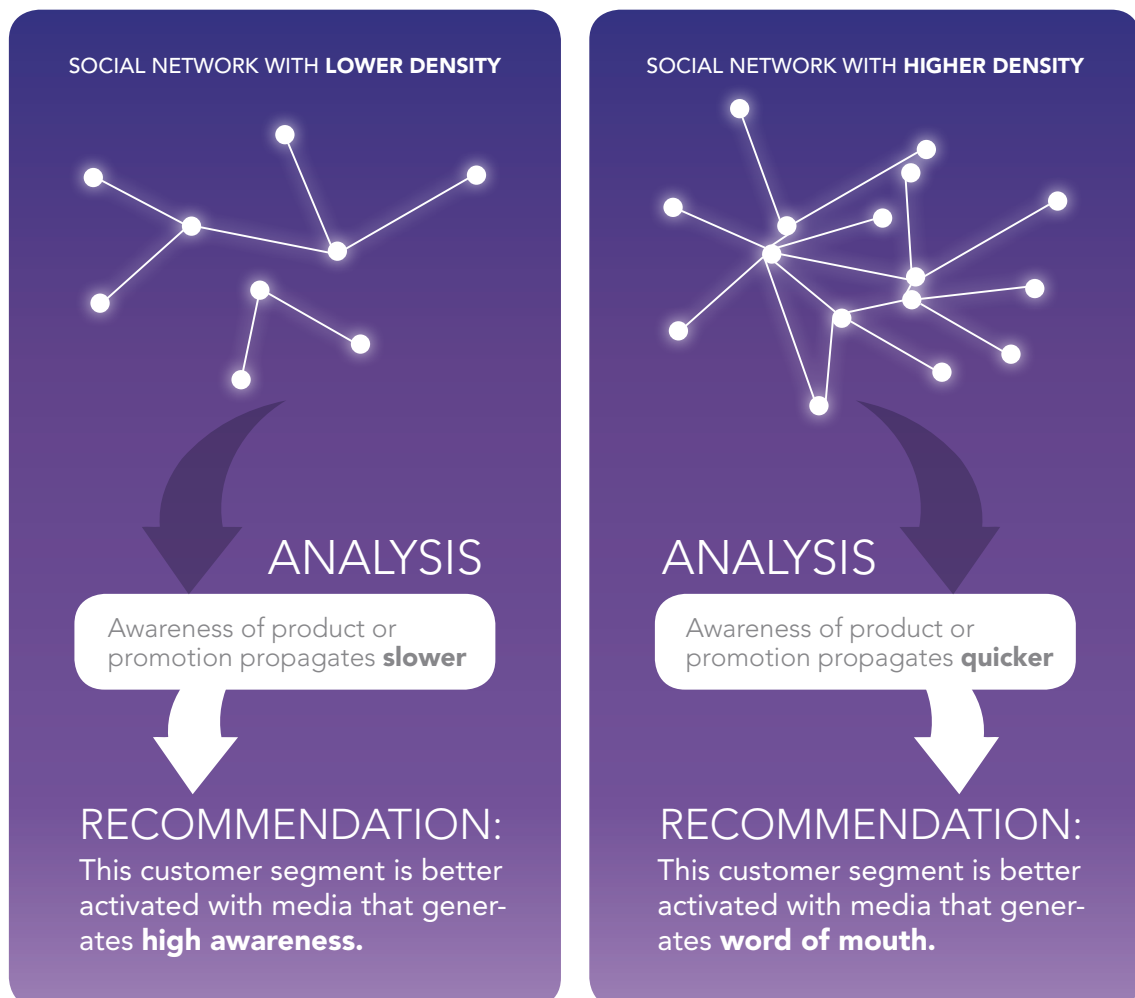 SOCIAL NETWORK WITH LOWER DENSITY
ANALYSIS
Awareness of product or
promotion propagates slower
RECOMMENDATION:
This customer segment is better
activated with media that gener-
ates high awareness.
SOCIAL NETWORK WITH HIGHER DENSITY
ANALYSIS
Awareness of product or
promotion propagates quicker
RECOMMENDATION:
This customer segment is better
activated with media that gener-
ates word of mouth.